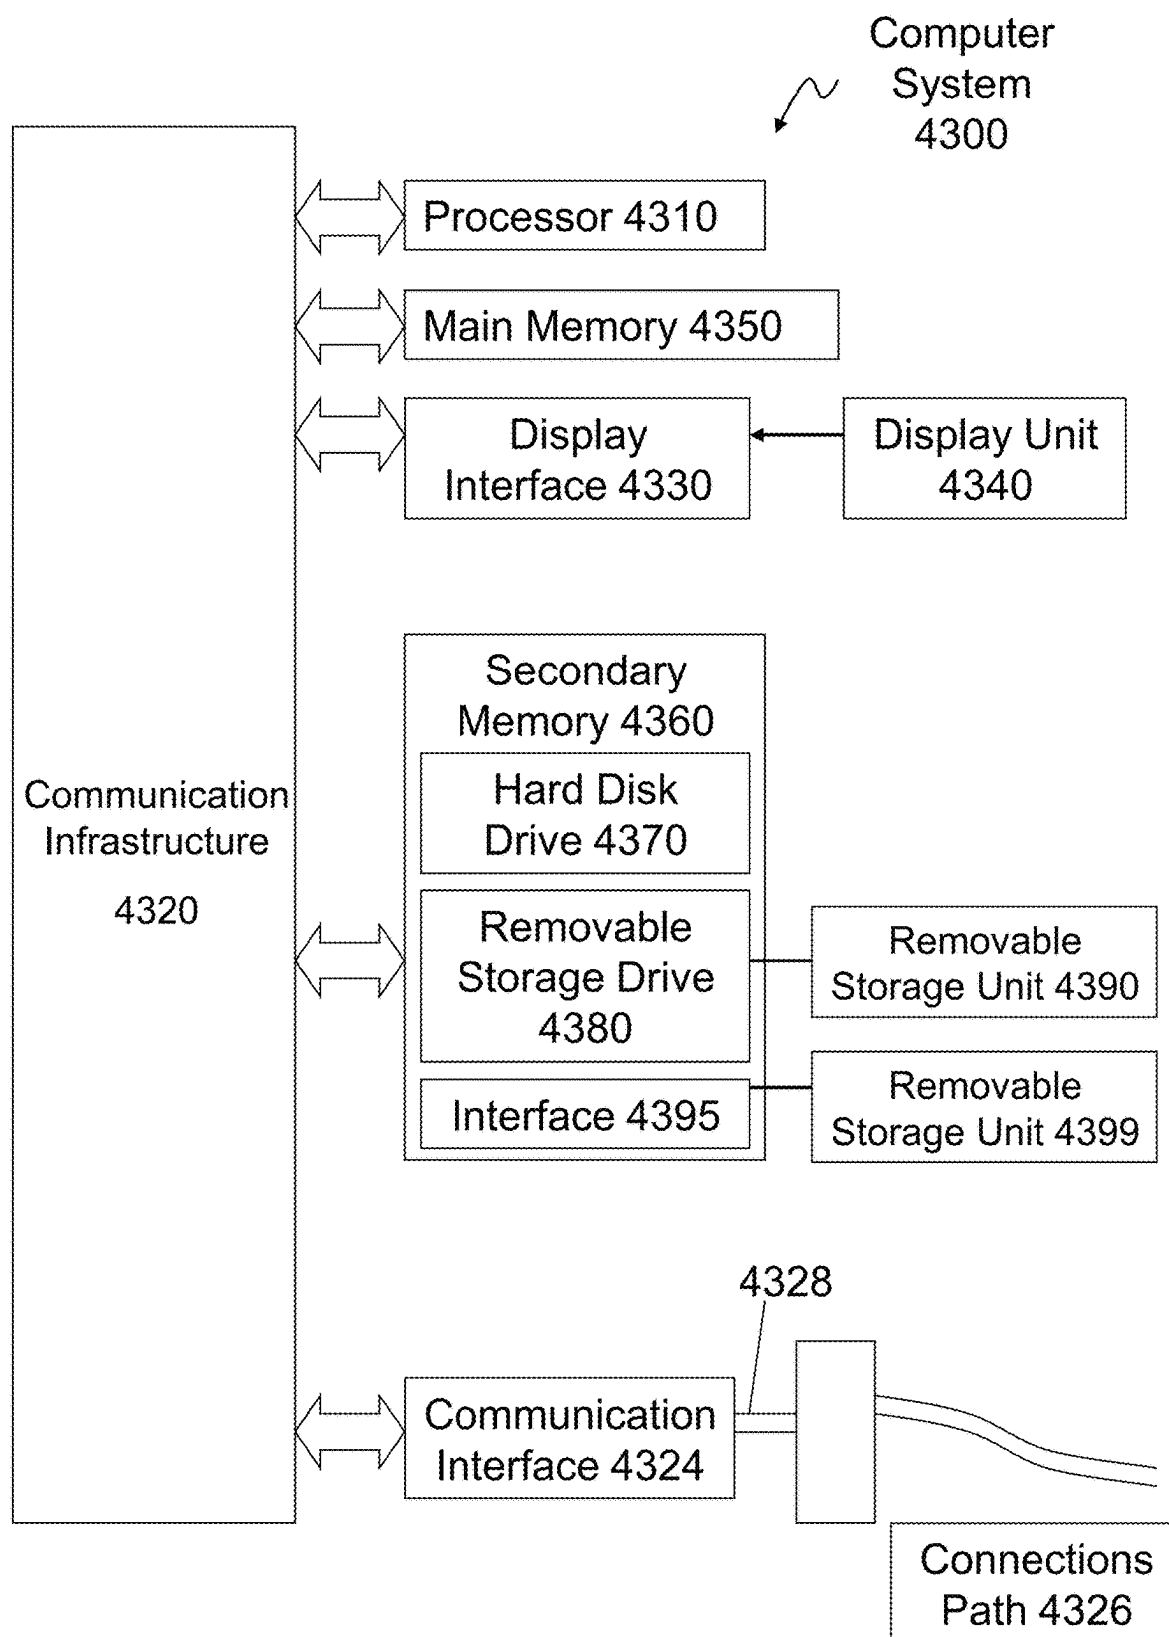 Computer
System
4300
Processor 4310
Main Memory 4350
Display
Interface 4330
Display Unit
4340
Secondary
Memory 4360
Hard Disk
Drive 4370
Communication
Infrastructure
4320
Removable
Storage Drive
4380
Removable
Storage Unit 4390
Interface 4395
Removable
Storage Unit 4399
4328
Communication
Interface 4324
Connections
Path 4326